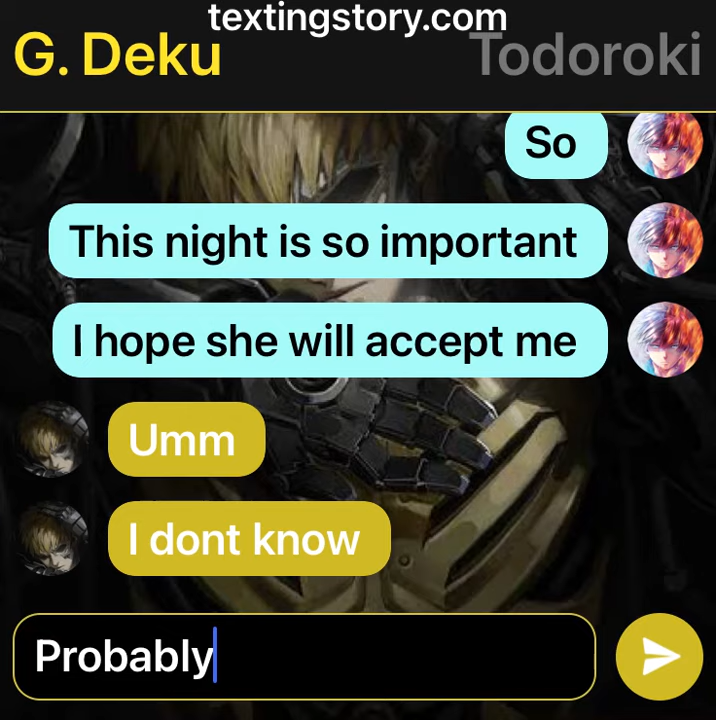 textingstory.com
G. Deku
Todoroki
So
This night is so important
I hope she will accept me
Umm
I dont know
Probably